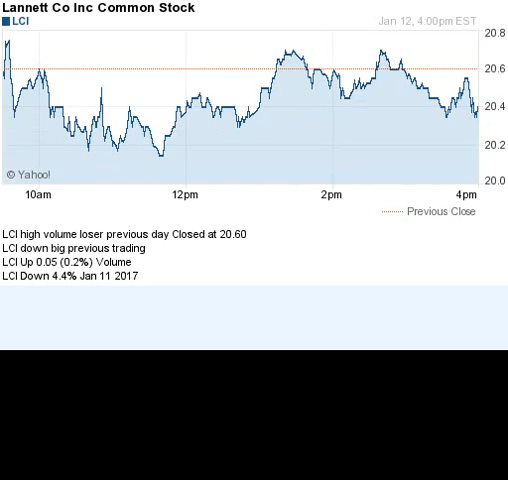 Lannett Co Inc Common Stock
LCI
Jan 12, 4:00pm EST
20.8
20.6
20.4
20.2
20.0
© Yahoo!
10am
12pm
2pm
4pm
Previous Close
LCI high volume loser previous day Closed at 20.60
LCI down big previous trading
LCI Up 0.05 (0.2%) Volume
LCI Down 4.4% Jan 11 2017